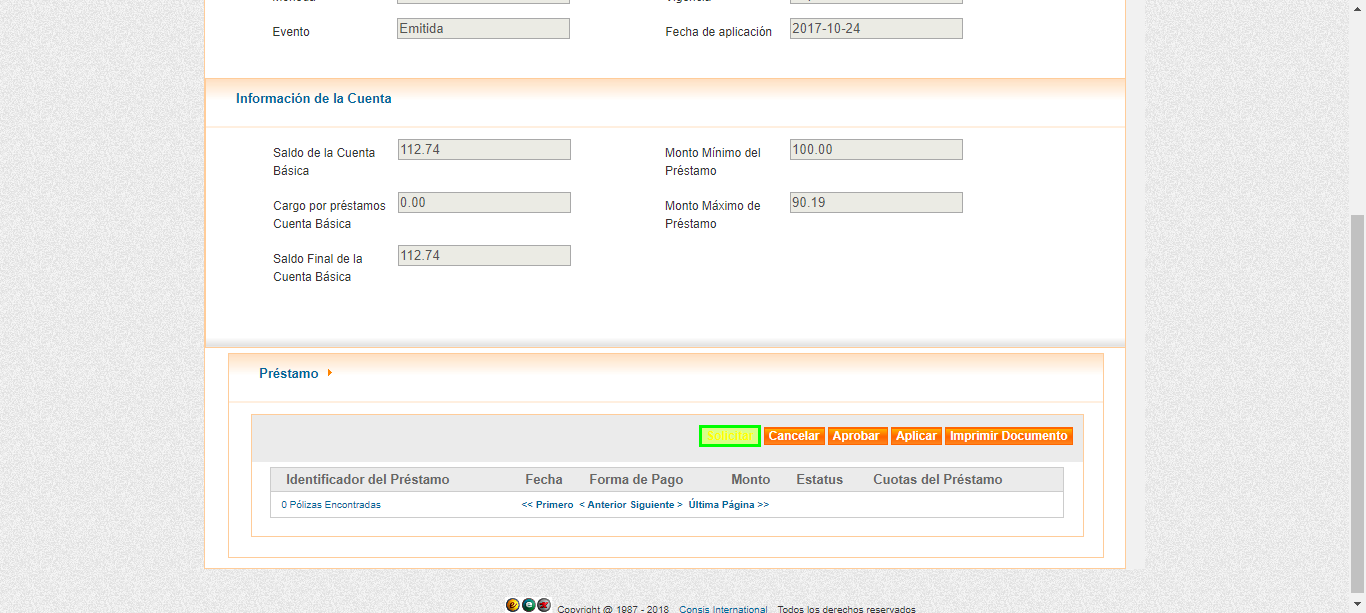 Evento Emitida Fecha de aplicación 2017-10-24
Información de la Cuenta
Saldo de la Cuenta Básica 112.74 Monto Mínimo del Préstamo 100.00
Cargo por préstamos Cuenta Básica 0.00 Monto Máximo de Préstamo 90.19
Saldo Final de la Cuenta Básica 112.74
Préstamo
Solicitar Cancelar Aprobar Aplicar Imprimir Documento
Identificador del Préstamo Fecha Forma de Pago Monto Estatus Cuotas del Préstamo
0 Pólizas Encontradas << Primero < Anterior Siguiente > Última Página >>
Copyright @ 1987 - 2018 Consis International Todos los derechos reservados